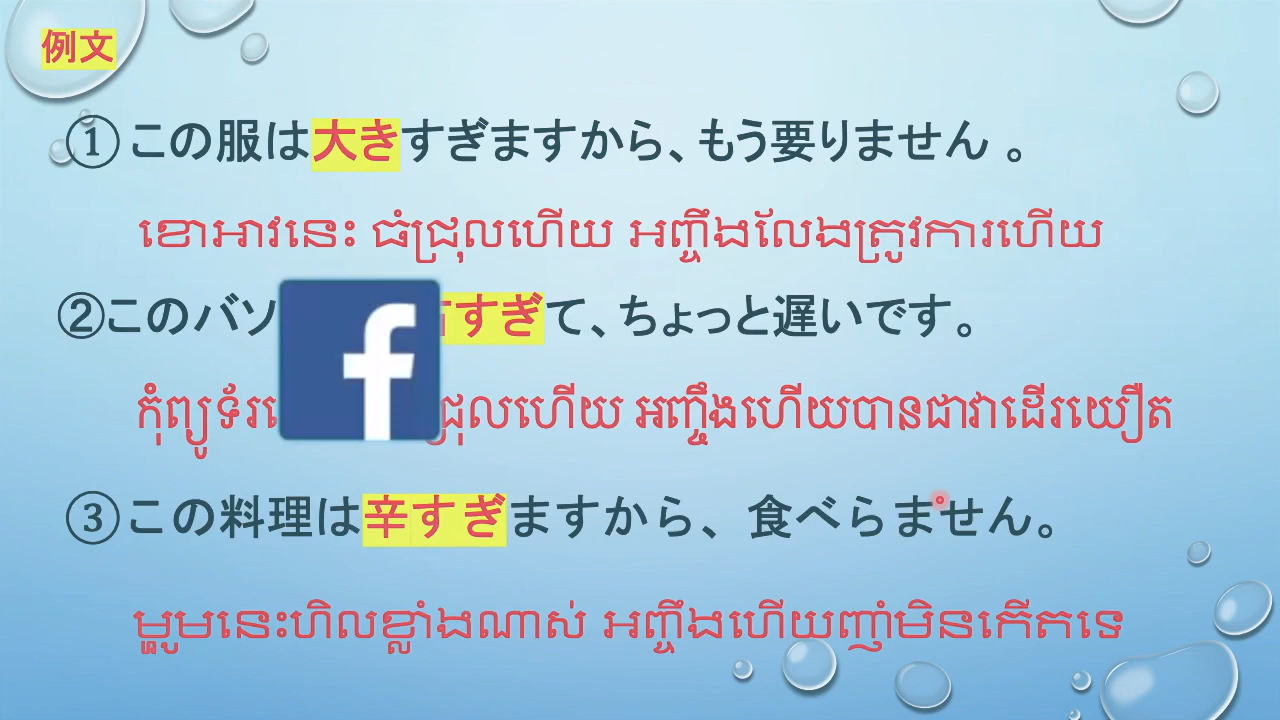 例文
① この服は大きすぎますから、もう要りません 。
ខោអាវនេះ ធំជ្រុលហើយ អញ្ចឹងលែងត្រូវការហើយ
②このバソ すぎて、ちょっと遅いです。
កុំព្យូទ័រ ជ្រុលហើយ អញ្ចឹងហើយបានជាវាដើរយឺត
③ この料理は辛すぎますから、食べらません。
ម្ហូមនេះហិលខ្លាំងណាស់ អញ្ចឹងហើយញ៉ាំមិនកើតទេ